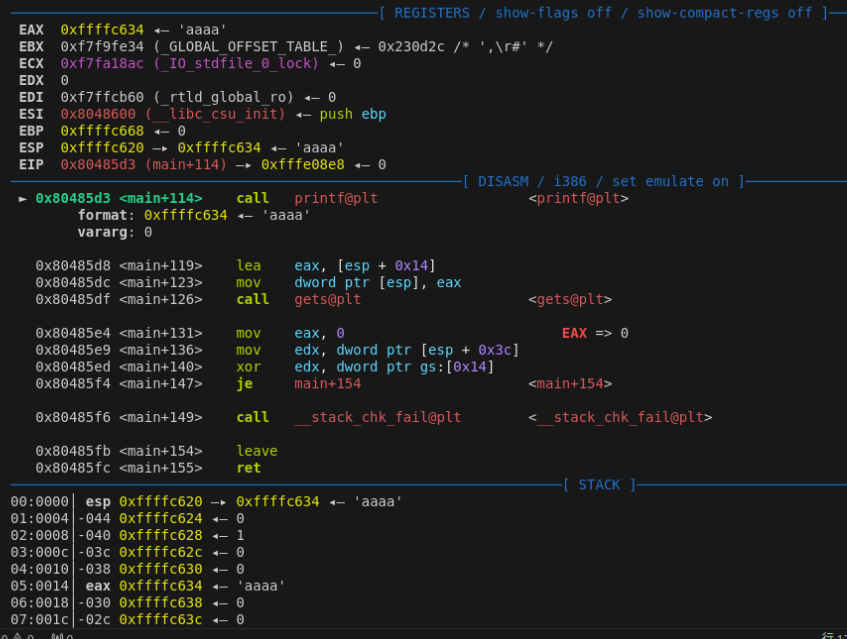 [ REGISTERS / show-flags off / show-compact-regs off ]
EAX 0xffffc634 ◂— 'aaaa'
EBX 0xf7f9fe34 (_GLOBAL_OFFSET_TABLE_) ◂— 0x230d2c /* ',\r#' */
ECX 0xf7fa18ac (_IO_stdfile_0_lock) ◂— 0
EDX 0
EDI 0xf7ffcb60 (_rtld_global_ro) ◂— 0
ESI 0x8048600 (__libc_csu_init) ◂— push ebp
EBP 0xffffc668 ◂— 0
ESP 0xffffc620 —▸ 0xffffc634 ◂— 'aaaa'
EIP 0x80485d3 (main+114) —▸ 0xfffe08e8 ◂— 0
[ DISASM / i386 / set emulate on ]
► 0x80485d3 <main+114> call printf@plt <printf@plt>
format: 0xffffc634 ◂— 'aaaa'
vararg: 0
0x80485d8 <main+119> lea eax, [esp + 0x14]
0x80485dc <main+123> mov dword ptr [esp], eax
0x80485df <main+126> call gets@plt <gets@plt>
0x80485e4 <main+131> mov eax, 0 EAX => 0
0x80485e9 <main+136> mov edx, dword ptr [esp + 0x3c]
0x80485ed <main+140> xor edx, dword ptr gs:[0x14]
0x80485f4 <main+147> je main+154 <main+154>
0x80485f6 <main+149> call __stack_chk_fail@plt <__stack_chk_fail@plt>
0x80485fb <main+154> leave
0x80485fc <main+155> ret
[ STACK ]
00:0000│ esp 0xffffc620 —▸ 0xffffc634 ◂— 'aaaa'
01:0004│-044 0xffffc624 ◂— 0
02:0008│-040 0xffffc628 ◂— 1
03:000c│-03c 0xffffc62c ◂— 0
04:0010│-038 0xffffc630 ◂— 0
05:0014│ eax 0xffffc634 ◂— 'aaaa'
06:0018│-030 0xffffc638 ◂— 0
07:001c│-02c 0xffffc63c ◂— 0